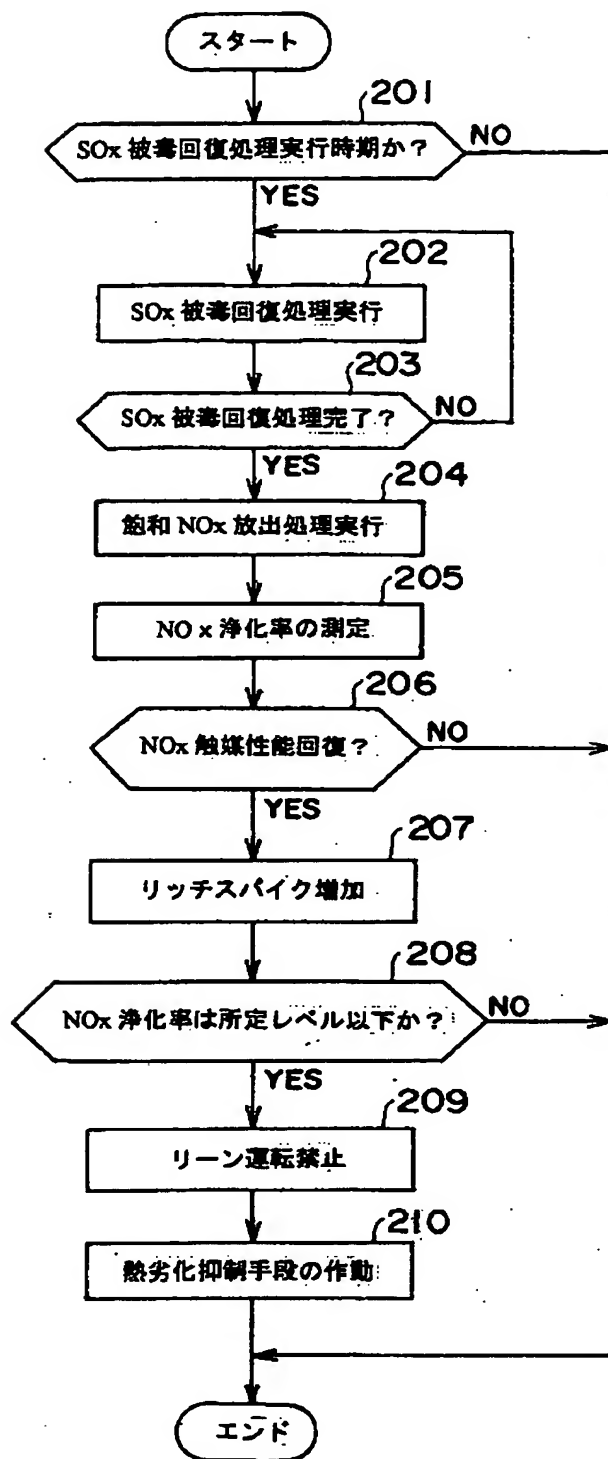 スタート
201
SOx 被毒回復処理実行時期か？
NO
YES
202
SOx 被毒回復処理実行
203
SOx 被毒回復処理完了？
NO
YES
204
飽和 NOx 放出処理実行
205
NOx 浄化率の測定
206
NOx 触媒性能回復？
NO
YES
207
リッチスパイク増加
208
NOx 浄化率は所定レベル以下か？
NO
YES
209
リーン運転禁止
210
熱劣化抑制手段の作動
エンド